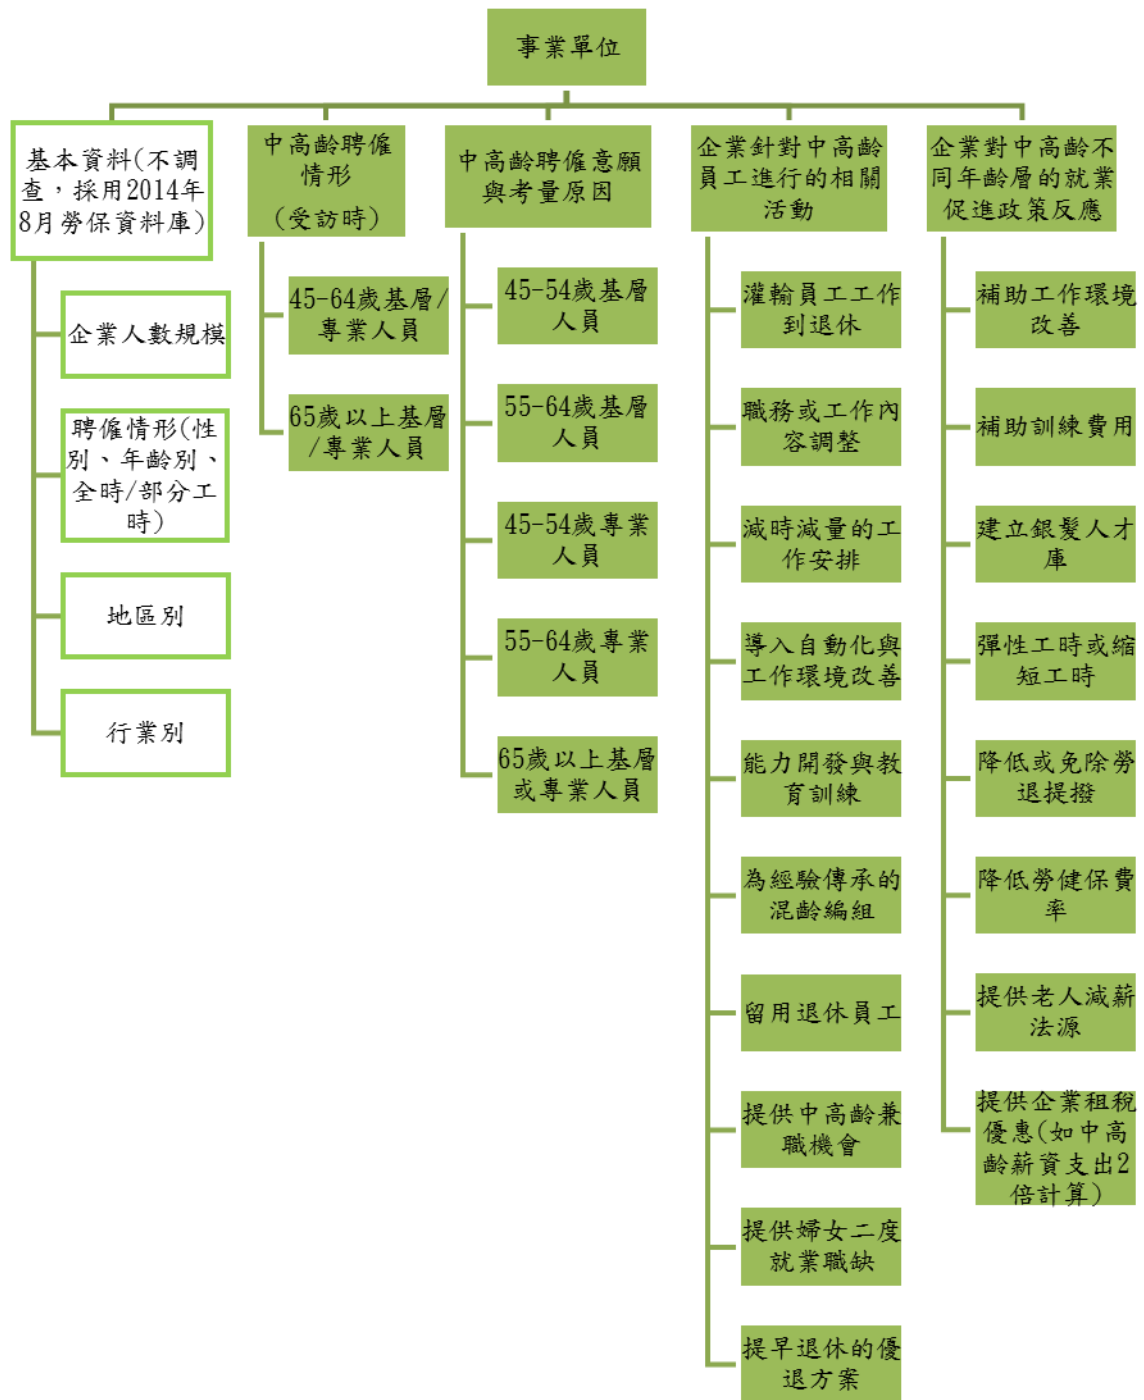 事業單位
基本資料(不調
查，採用2014年
8月勞保資料庫)
企業人數規模
聘僱情形(性
別、年齡別、
全時/部分工
時)
地區別
行業別
中高齡聘僱
情形
(受訪時)
45-64歲基層/
專業人員
65歲以上基層
/專業人員
中高齡聘僱意願
與考量原因
45-54歲基層
人員
55-64歲基層
人員
45-54歲專業
人員
55-64歲專業
人員
65歲以上基層
或專業人員
企業針對中高齡
員工進行的相關
活動
灌輸員工工作
到退休
職務或工作內
容調整
減時減量的工
作安排
導入自動化與
工作環境改善
能力開發與教
育訓練
為經驗傳承的
混齡編組
留用退休員工
提供中高齡兼
職機會
提供婦女二度
就業職缺
提早退休的優
退方案
企業對中高齡不
同年齡層的就業
促進政策反應
補助工作環境
改善
補助訓練費用
建立銀髮人才
庫
彈性工時或縮
短工時
降低或免除勞
退提撥
降低勞健保費
率
提供老人減薪
法源
提供企業租稅
優惠(如中高
齡薪資支出2
倍計算)